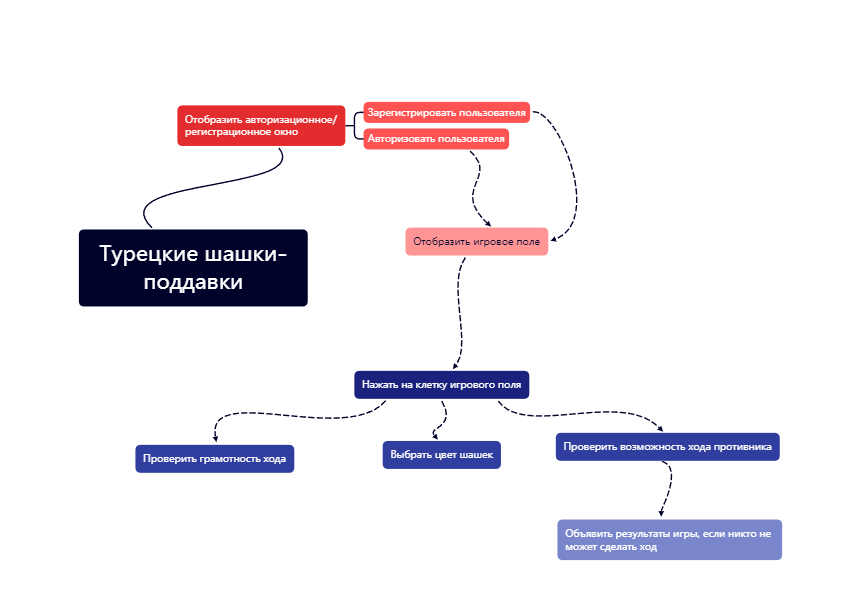 Отобразить авторизационное/
регистрационное окно
Зарегистрировать пользователя
Авторизовать пользователя
Турецкие шашки-
поддавки
Отобразить игровое поле
Нажать на клетку игрового поля
Проверить грамотность хода
Выбрать цвет шашек
Проверить возможность хода противника
Объявить результаты игры, если никто не
может сделать ход